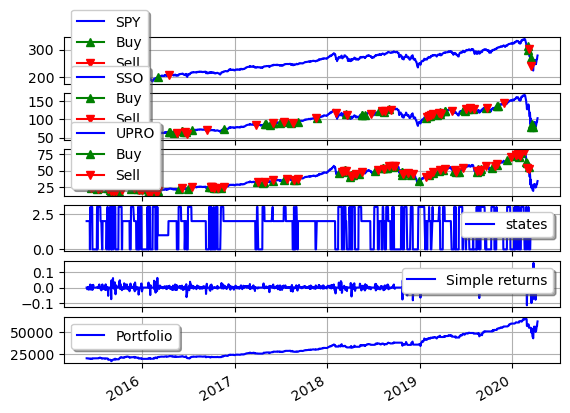 SPY
Buy
Sell
300
200
SSO
Buy
Sell
150
100
50
UPRO
Buy
Sell
75
50
25
states
2.5
0.0
Simple returns
0.1
0.0
−0.1
Portfolio
50000
25000
2016
2017
2018
2019
2020